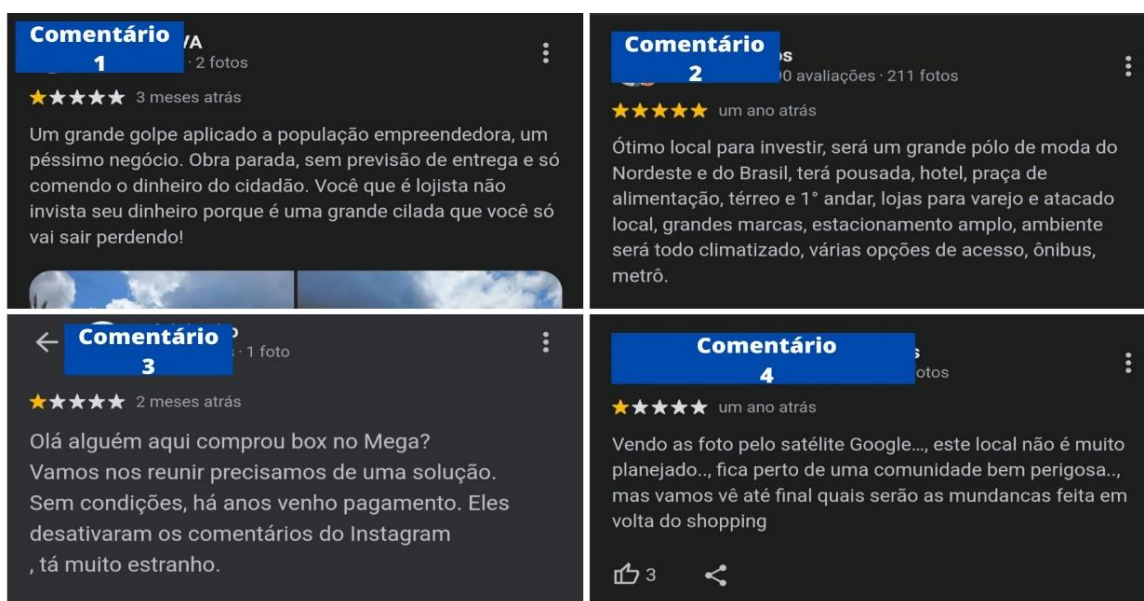 Comentário
1
VA
· 2 fotos
3 meses atrás
Um grande golpe aplicado a população empreendedora, um
péssimo negócio. Obra parada, sem previsão de entrega e só
comendo o dinheiro do cidadão. Você que é lojista não
invista seu dinheiro porque é uma grande cilada que você só
vai sair perdendo!
Comentário
2
os
90 avaliações · 211 fotos
um ano atrás
Ótimo local para investir, será um grande pólo de moda do
Nordeste e do Brasil, terá pousada, hotel, praça de
alimentação, térreo e 1° andar, lojas para varejo e atacado
local, grandes marcas, estacionamento amplo, ambiente
será todo climatizado, várias opções de acesso, ônibus,
metrô.
Comentário
3
· 1 foto
2 meses atrás
Olá alguém aqui comprou box no Mega?
Vamos nos reunir precisamos de uma solução.
Sem condições, há anos venho pagamento. Eles
desativaram os comentários do Instagram
, tá muito estranho.
Comentário
4
s
fotos
um ano atrás
Vendo as foto pelo satélite Google..., este local não é muito
planejado.., fica perto de uma comunidade bem perigosa..,
mas vamos vê até final quais serão as mundancas feita em
volta do shopping
3